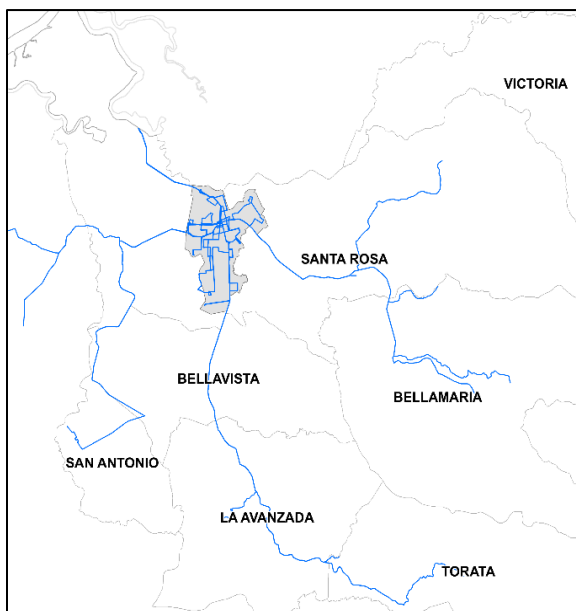 VICTORIA
SANTA ROSA
BELLAVISTA
BELLAMARIA
SAN ANTONIO
LA AVANZADA
TORATA